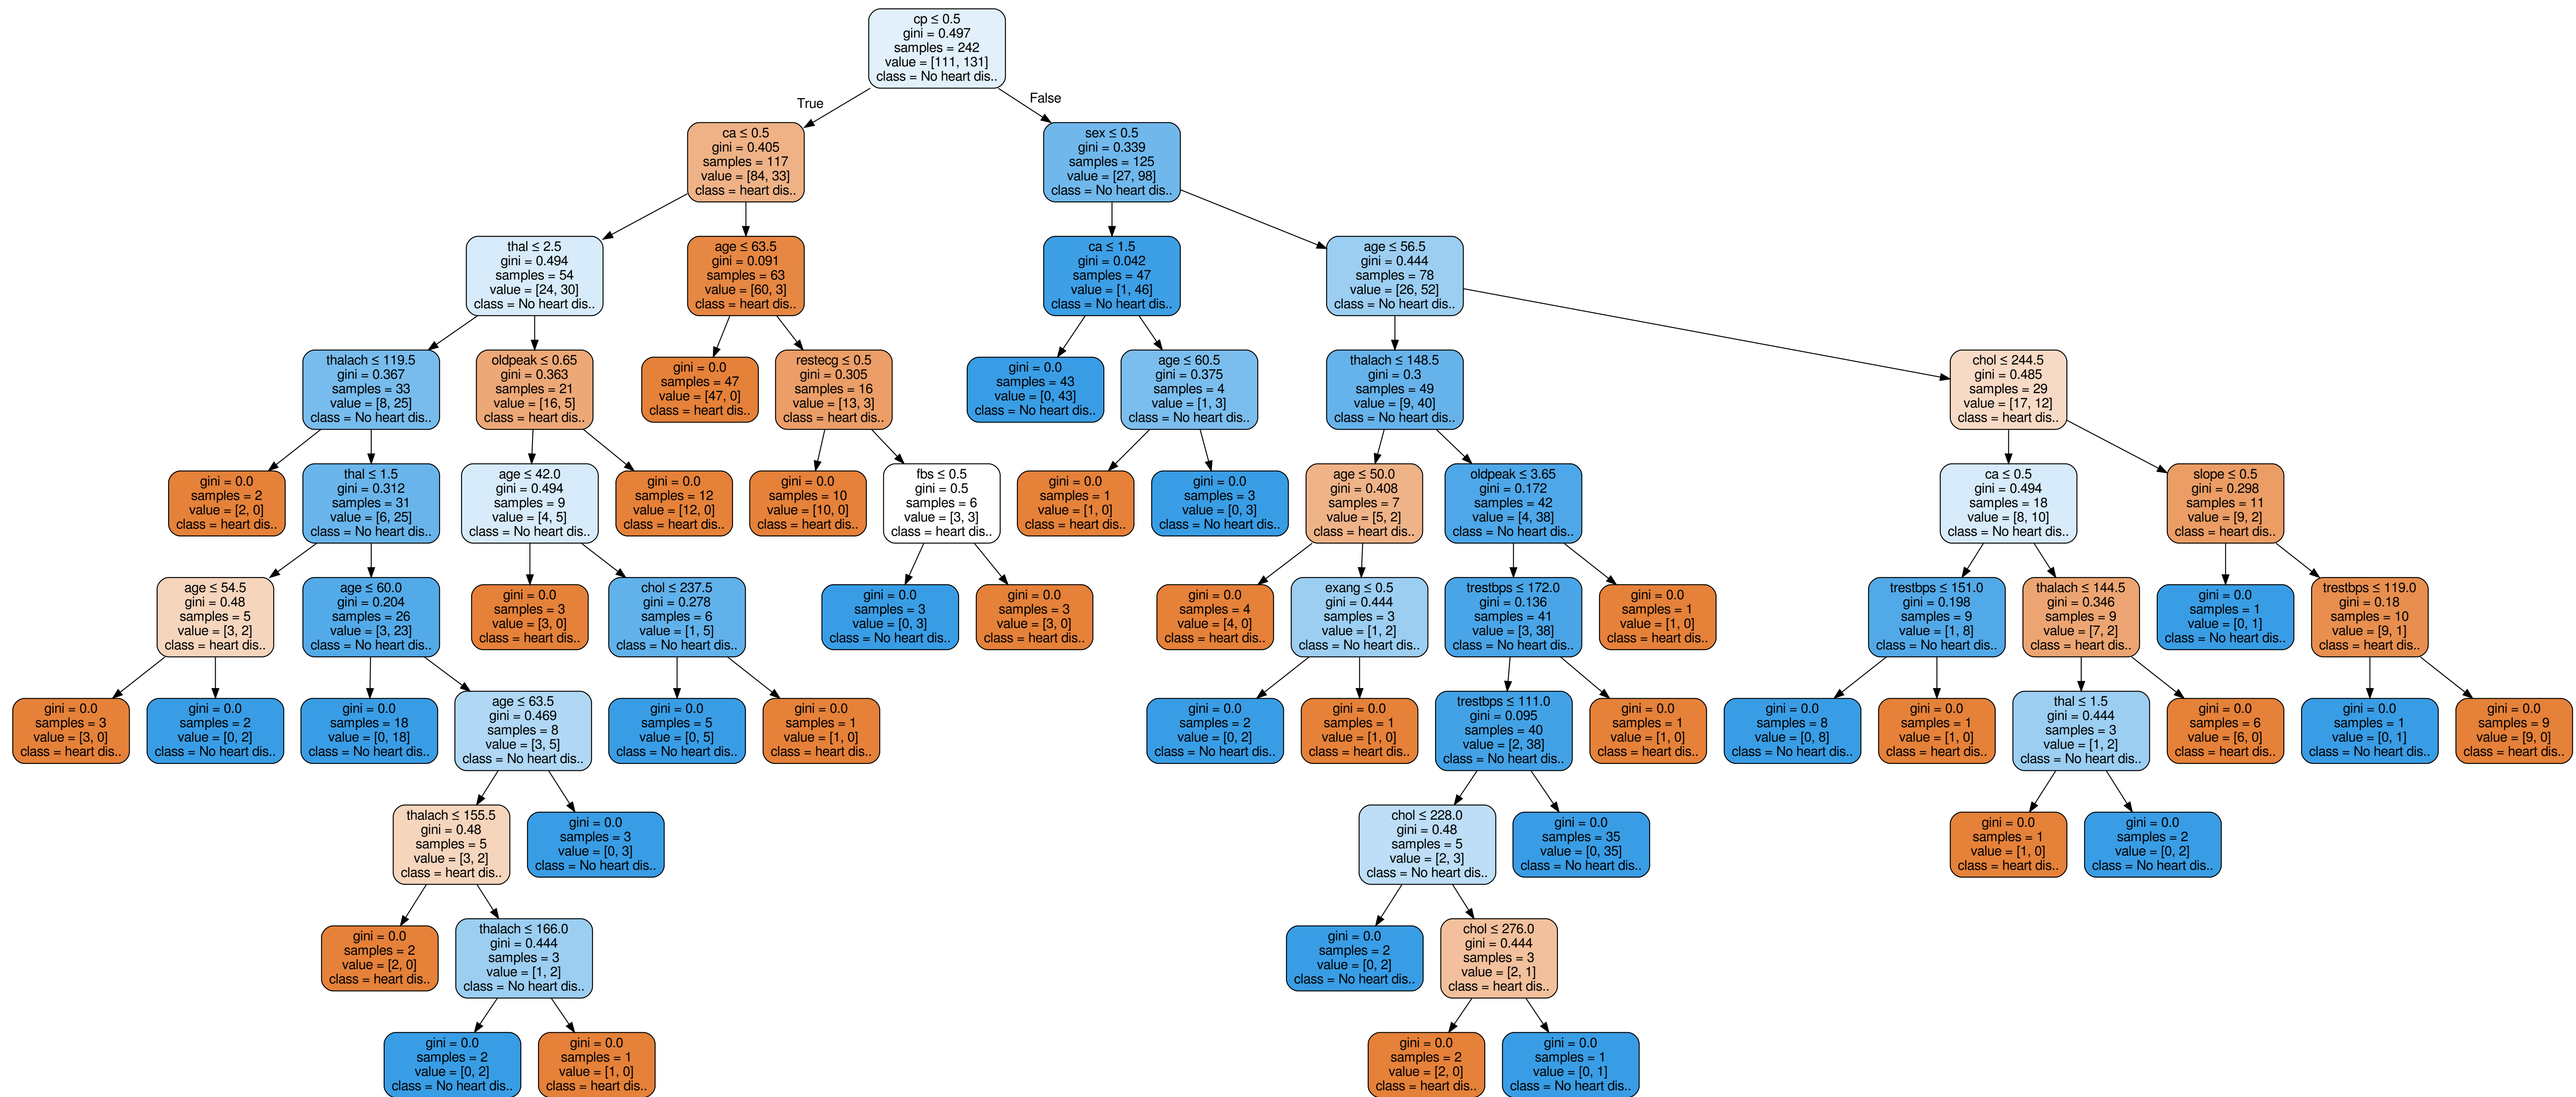 cp ≤ 0.5
gini = 0.497
samples = 242
value = [111, 131]
class = No heart dis..
True
False
ca ≤ 0.5
gini = 0.405
samples = 117
value = [84, 33]
class = heart dis..
sex ≤ 0.5
gini = 0.339
samples = 125
value = [27, 98]
class = No heart dis..
thal ≤ 2.5
gini = 0.494
samples = 54
value = [24, 30]
class = No heart dis..
age ≤ 63.5
gini = 0.091
samples = 63
value = [60, 3]
class = heart dis..
ca ≤ 1.5
gini = 0.042
samples = 47
value = [1, 46]
class = No heart dis..
age ≤ 56.5
gini = 0.444
samples = 78
value = [26, 52]
class = No heart dis..
thalach ≤ 119.5
gini = 0.367
samples = 33
value = [8, 25]
class = No heart dis..
oldpeak ≤ 0.65
gini = 0.363
samples = 21
value = [16, 5]
class = heart dis..
gini = 0.0
samples = 47
value = [47, 0]
class = heart dis..
restecg ≤ 0.5
gini = 0.305
samples = 16
value = [13, 3]
class = heart dis..
gini = 0.0
samples = 43
value = [0, 43]
class = No heart dis..
age ≤ 60.5
gini = 0.375
samples = 4
value = [1, 3]
class = No heart dis..
thalach ≤ 148.5
gini = 0.3
samples = 49
value = [9, 40]
class = No heart dis..
chol ≤ 244.5
gini = 0.485
samples = 29
value = [17, 12]
class = heart dis..
gini = 0.0
samples = 2
value = [2, 0]
class = heart dis..
thal ≤ 1.5
gini = 0.312
samples = 31
value = [6, 25]
class = No heart dis..
age ≤ 42.0
gini = 0.494
samples = 9
value = [4, 5]
class = No heart dis..
gini = 0.0
samples = 12
value = [12, 0]
class = heart dis..
gini = 0.0
samples = 10
value = [10, 0]
class = heart dis..
fbs ≤ 0.5
gini = 0.5
samples = 6
value = [3, 3]
class = heart dis..
gini = 0.0
samples = 1
value = [1, 0]
class = heart dis..
gini = 0.0
samples = 3
value = [0, 3]
class = No heart dis..
age ≤ 50.0
gini = 0.408
samples = 7
value = [5, 2]
class = heart dis..
oldpeak ≤ 3.65
gini = 0.172
samples = 42
value = [4, 38]
class = No heart dis..
ca ≤ 0.5
gini = 0.494
samples = 18
value = [8, 10]
class = No heart dis..
slope ≤ 0.5
gini = 0.298
samples = 11
value = [9, 2]
class = heart dis..
age ≤ 54.5
gini = 0.48
samples = 5
value = [3, 2]
class = heart dis..
age ≤ 60.0
gini = 0.204
samples = 26
value = [3, 23]
class = No heart dis..
gini = 0.0
samples = 3
value = [3, 0]
class = heart dis..
chol ≤ 237.5
gini = 0.278
samples = 6
value = [1, 5]
class = No heart dis..
gini = 0.0
samples = 3
value = [0, 3]
class = No heart dis..
gini = 0.0
samples = 3
value = [3, 0]
class = heart dis..
gini = 0.0
samples = 4
value = [4, 0]
class = heart dis..
exang ≤ 0.5
gini = 0.444
samples = 3
value = [1, 2]
class = No heart dis..
trestbps ≤ 172.0
gini = 0.136
samples = 41
value = [3, 38]
class = No heart dis..
gini = 0.0
samples = 1
value = [1, 0]
class = heart dis..
trestbps ≤ 151.0
gini = 0.198
samples = 9
value = [1, 8]
class = No heart dis..
thalach ≤ 144.5
gini = 0.346
samples = 9
value = [7, 2]
class = heart dis..
gini = 0.0
samples = 1
value = [0, 1]
class = No heart dis..
trestbps ≤ 119.0
gini = 0.18
samples = 10
value = [9, 1]
class = heart dis..
gini = 0.0
samples = 3
value = [3, 0]
class = heart dis..
gini = 0.0
samples = 2
value = [0, 2]
class = No heart dis..
gini = 0.0
samples = 18
value = [0, 18]
class = No heart dis..
age ≤ 63.5
gini = 0.469
samples = 8
value = [3, 5]
class = No heart dis..
gini = 0.0
samples = 5
value = [0, 5]
class = No heart dis..
gini = 0.0
samples = 1
value = [1, 0]
class = heart dis..
gini = 0.0
samples = 2
value = [0, 2]
class = No heart dis..
gini = 0.0
samples = 1
value = [1, 0]
class = heart dis..
trestbps ≤ 111.0
gini = 0.095
samples = 40
value = [2, 38]
class = No heart dis..
gini = 0.0
samples = 1
value = [1, 0]
class = heart dis..
gini = 0.0
samples = 8
value = [0, 8]
class = No heart dis..
gini = 0.0
samples = 1
value = [1, 0]
class = heart dis..
thal ≤ 1.5
gini = 0.444
samples = 3
value = [1, 2]
class = No heart dis..
gini = 0.0
samples = 6
value = [6, 0]
class = heart dis..
gini = 0.0
samples = 1
value = [0, 1]
class = No heart dis..
gini = 0.0
samples = 9
value = [9, 0]
class = heart dis..
thalach ≤ 155.5
gini = 0.48
samples = 5
value = [3, 2]
class = heart dis..
gini = 0.0
samples = 3
value = [0, 3]
class = No heart dis..
chol ≤ 228.0
gini = 0.48
samples = 5
value = [2, 3]
class = No heart dis..
gini = 0.0
samples = 35
value = [0, 35]
class = No heart dis..
gini = 0.0
samples = 1
value = [1, 0]
class = heart dis..
gini = 0.0
samples = 2
value = [0, 2]
class = No heart dis..
gini = 0.0
samples = 2
value = [2, 0]
class = heart dis..
thalach ≤ 166.0
gini = 0.444
samples = 3
value = [1, 2]
class = No heart dis..
gini = 0.0
samples = 2
value = [0, 2]
class = No heart dis..
chol ≤ 276.0
gini = 0.444
samples = 3
value = [2, 1]
class = heart dis..
gini = 0.0
samples = 2
value = [0, 2]
class = No heart dis..
gini = 0.0
samples = 1
value = [1, 0]
class = heart dis..
gini = 0.0
samples = 2
value = [2, 0]
class = heart dis..
gini = 0.0
samples = 1
value = [0, 1]
class = No heart dis..